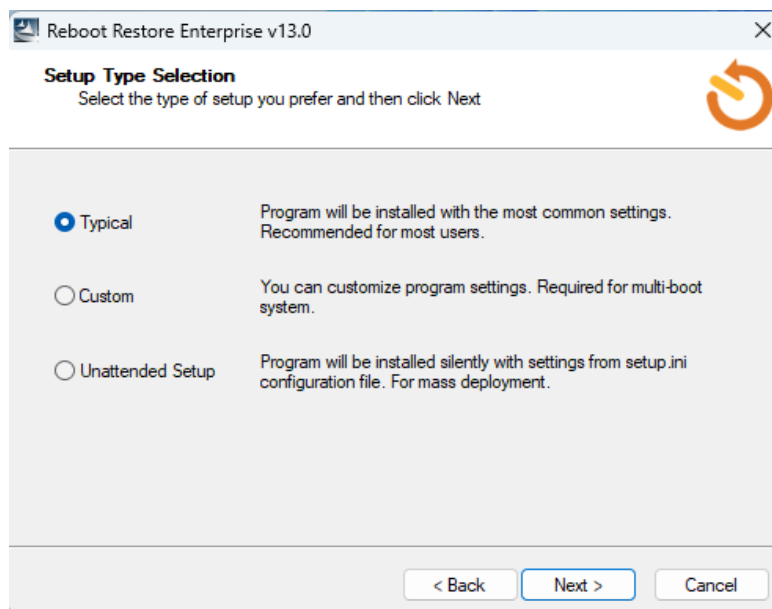 Reboot Restore Enterprise v13.0
Setup Type Selection
Select the type of setup you prefer and then click Next
Typical
Program will be installed with the most common settings.
Recommended for most users.
Custom
You can customize program settings. Required for multi-boot
system.
Unattended Setup
Program will be installed silently with settings from setup.ini
configuration file. For mass deployment.
< Back
Next >
Cancel